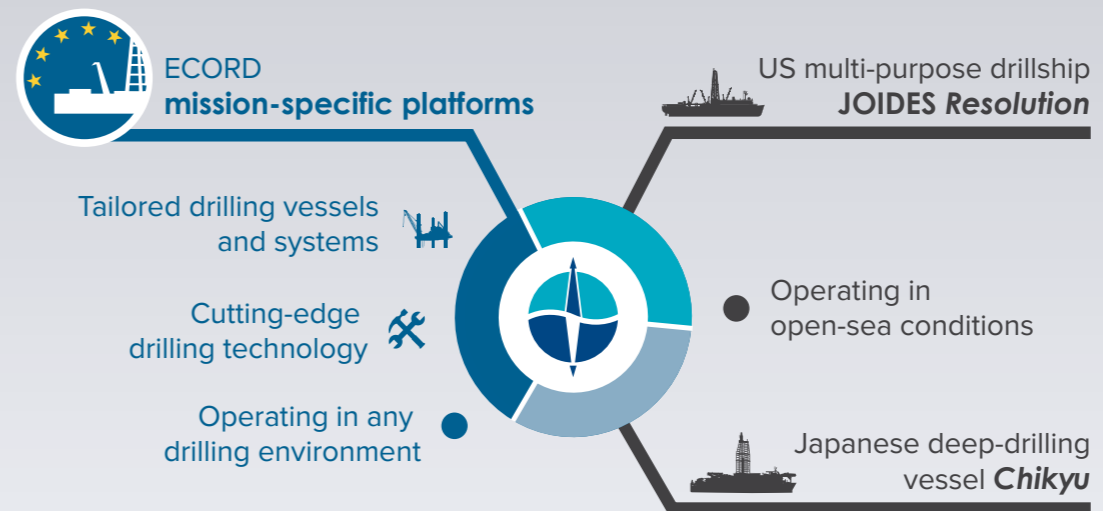 ECORD
mission-specific platforms
Tailored drilling vessels
and systems
Cutting-edge
drilling technology
Operating in any
drilling environment
US multi-purpose drillship
JOIDES Resolution
Operating in
open-sea conditions
Japanese deep-drilling
vessel Chikyu